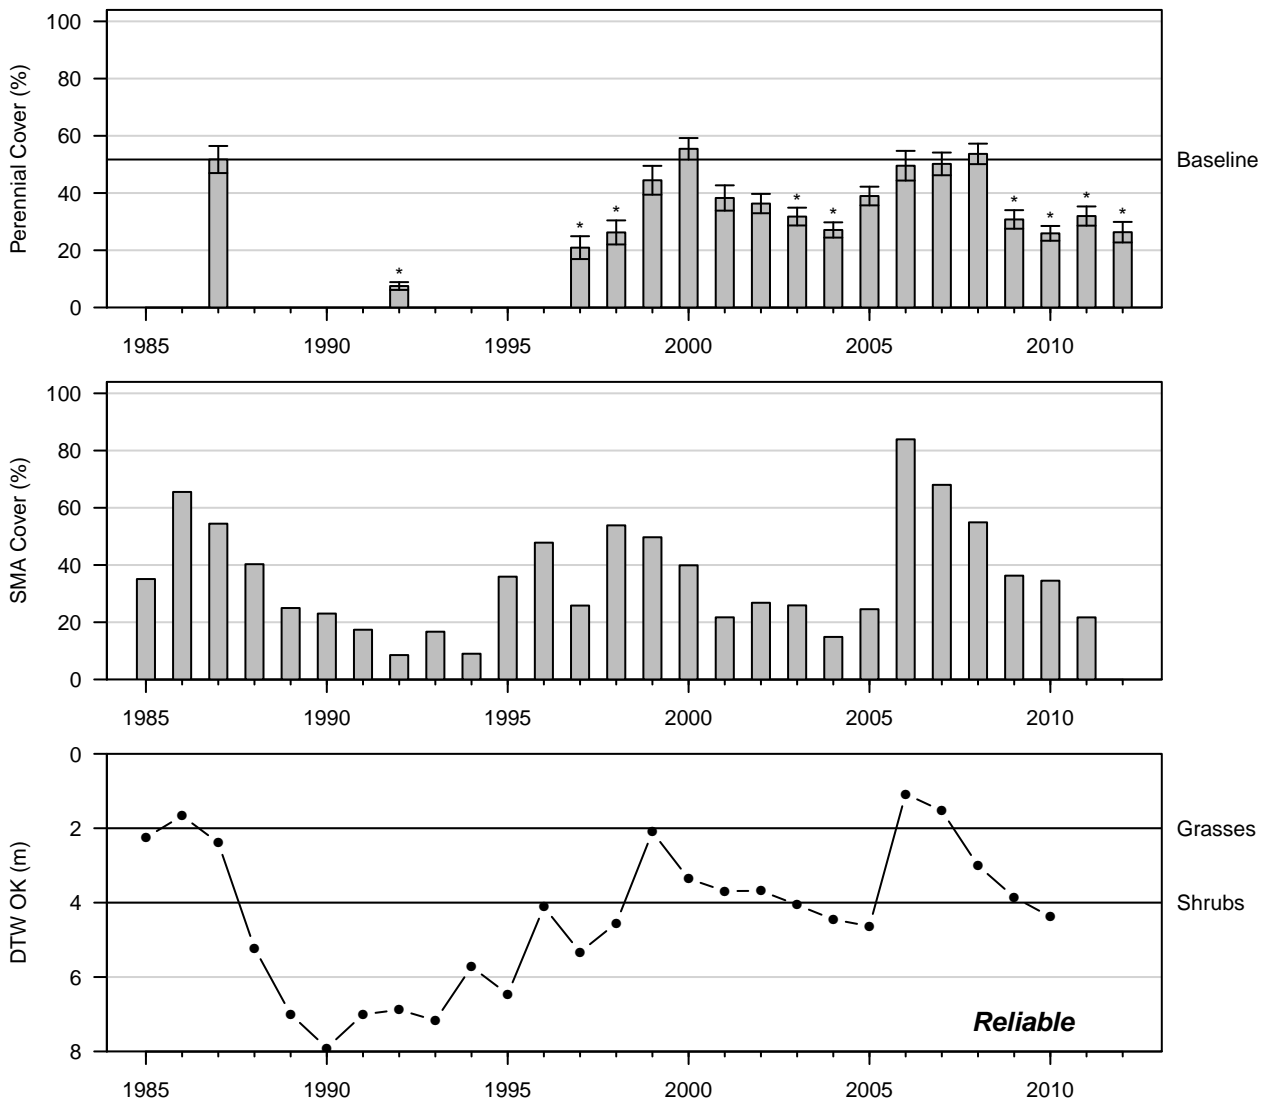 Perennial Cover (%)
100
80
60
40
20
0
Baseline
* * * * * * * * *
1985 1990 1995 2000 2005 2010
SMA Cover (%)
100
80
60
40
20
0
1985 1990 1995 2000 2005 2010
DTW OK (m)
0
2
4
6
8
Grasses
Shrubs
Reliable
1985 1990 1995 2000 2005 2010